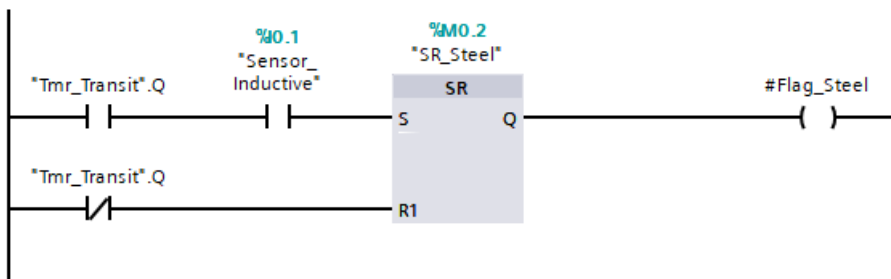 %I0.1
"Sensor_
Inductive"
%M0.2
"SR_Steel"
"Tmr_Transit".Q
SR
#Flag_Steel
S
Q
"Tmr_Transit".Q
R1